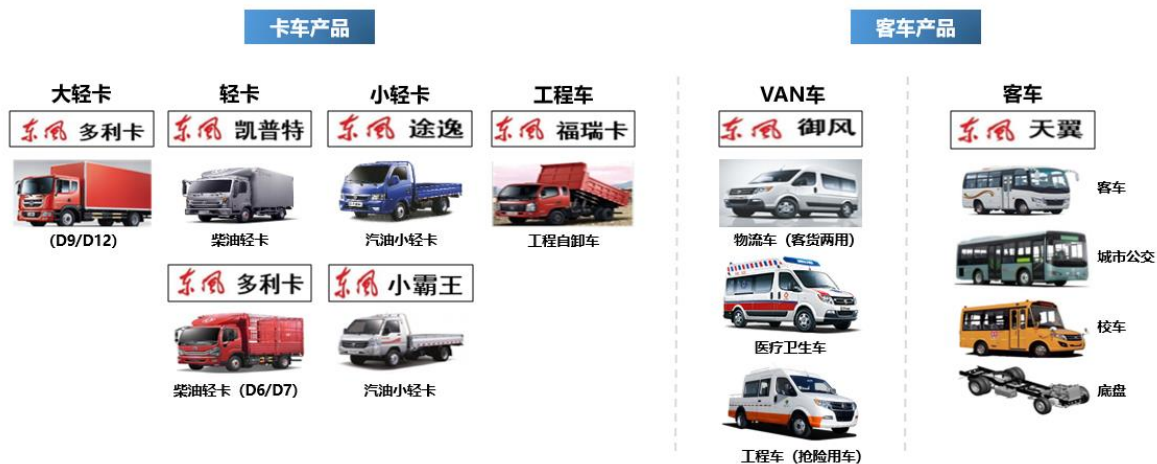 卡车产品
客车产品
大轻卡
轻卡
小轻卡
工程车
VAN车
客车
东风 多利卡
东风 凯普特
东风 途逸
东风 福瑞卡
东风 御风
东风 天翼
(D9/D12)
柴油轻卡
汽油小轻卡
工程自卸车
物流车（客货两用）
客车
城市公交
东风 多利卡
东风 小霸王
医疗卫生车
校车
柴油轻卡（D6/D7)
汽油小轻卡
底盘
工程车（抢险用车）